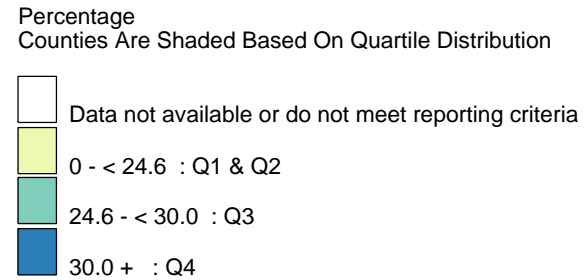 Percentage
Counties Are Shaded Based On Quartile Distribution
Data not available or do not meet reporting criteria
0 - < 24.6 : Q1 & Q2
24.6 - < 30.0 : Q3
30.0 + : Q4